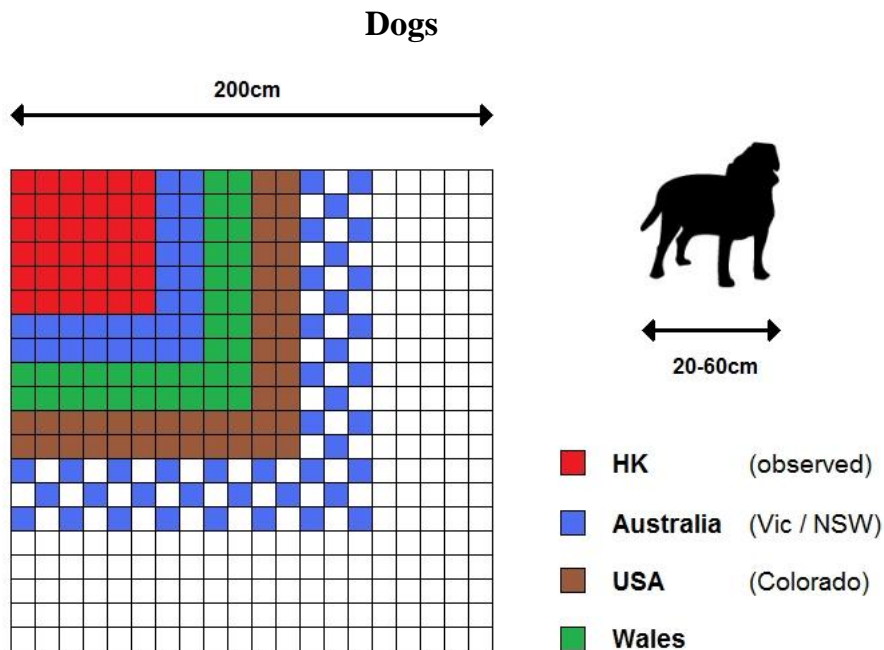 Dogs
200cm
20-60cm
HK (observed)
Australia (Vic / NSW)
USA (Colorado)
Wales